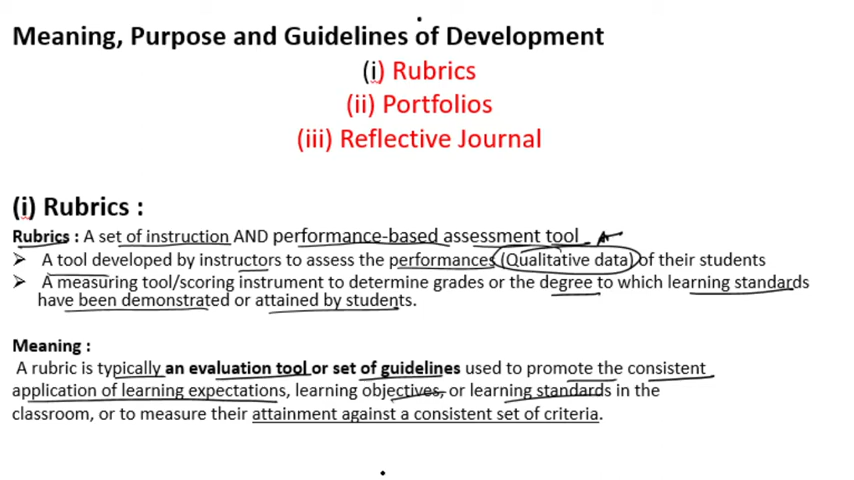 Meaning, Purpose and Guidelines of Development
(i) Rubrics
(ii) Portfolios
(iii) Reflective Journal
(i) Rubrics :
Rubrics : A set of instruction AND performance-based assessment tool
➢ A tool developed by instructors to assess the performances (Qualitative data) of their students
➢ A measuring tool/scoring instrument to determine grades or the degree to which learning standards
have been demonstrated or attained by students.
Meaning :
A rubric is typically an evaluation tool or set of guidelines used to promote the consistent
application of learning expectations, learning objectives, or learning standards in the
classroom, or to measure their attainment against a consistent set of criteria.